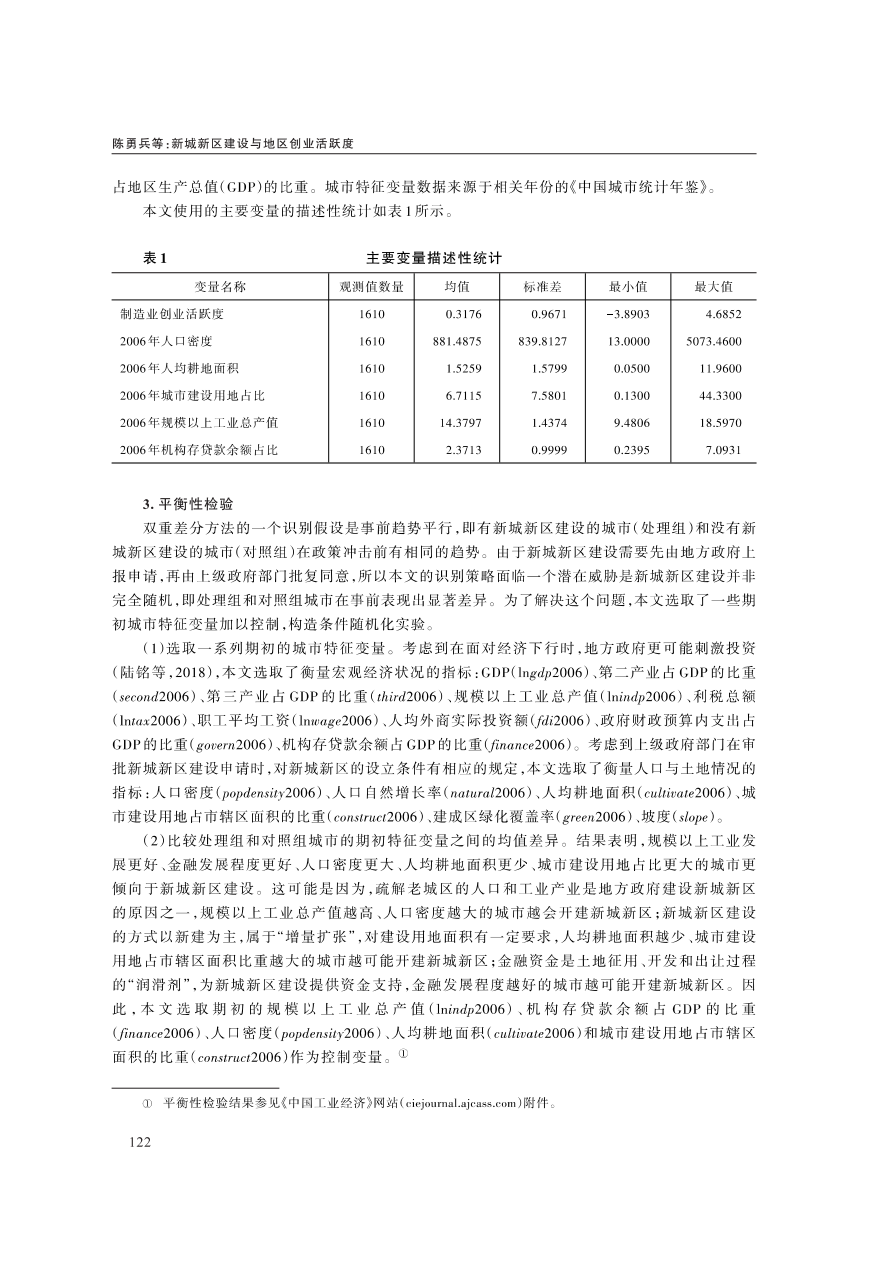 陈勇兵等:新城新区建设与地区创业活跃度
占地区生产总值(GDP)的比重。城市特征变量数据来源于相关年份的《中国城市统计年鉴》。
本文使用的主要变量的描述性统计如表1所示。
表1 主要变量描述性统计
变量名称 观测值数量 均值 标准差 最小值 最大值
制造业创业活跃度 1610 0.3176 0.9671 -3.8903 4.6852
2006年人口密度 1610 881.4875 839.8127 13.0000 5073.4600
2006年人均耕地面积 1610 1.5259 1.5799 0.0500 11.9600
2006年城市建设用地占比 1610 6.7115 7.5801 0.1300 44.3300
2006年规模以上工业总产值 1610 14.3797 1.4374 9.4806 18.5970
2006年机构存贷款余额占比 1610 2.3713 0.9999 0.2395 7.0931
3. 平衡性检验
双重差分方法的一个识别假设是事前趋势平行,即有新城新区建设的城市(处理组)和没有新
城新区建设的城市(对照组)在政策冲击前有相同的趋势。由于新城新区建设需要先由地方政府上
报申请,再由上级政府部门批复同意,所以本文的识别策略面临一个潜在威胁是新城新区建设并非
完全随机,即处理组和对照组城市在事前表现出显著差异。为了解决这个问题,本文选取了一些期
初城市特征变量加以控制,构造条件随机化实验。
(1)选取一系列期初的城市特征变量。考虑到在面对经济下行时,地方政府更可能刺激投资
(陆铭等,2018),本文选取了衡量宏观经济状况的指标:GDP(lngdp2006)、第二产业占GDP的比重
(second2006)、第三产业占GDP的比重(third2006)、规模以上工业总产值(lnindp2006)、利税总额
(lntax2006)、职工平均工资(lnwage2006)、人均外商实际投资额(fdi2006)、政府财政预算内支出占
GDP的比重(govern2006)、机构存贷款余额占GDP的比重(finance2006)。考虑到上级政府部门在审
批新城新区建设申请时,对新城新区的设立条件有相应的规定,本文选取了衡量人口与土地情况的
指标:人口密度(popdensity2006)、人口自然增长率(natural2006)、人均耕地面积(cultivate2006)、城
市建设用地占市辖区面积的比重(construct2006)、建成区绿化覆盖率(green2006)、坡度(slope)。
(2)比较处理组和对照组城市的期初特征变量之间的均值差异。结果表明,规模以上工业发
展更好、金融发展程度更好、人口密度更大、人均耕地面积更少、城市建设用地占比更大的城市更
倾向于新城新区建设。这可能是因为,疏解老城区的人口和工业产业是地方政府建设新城新区
的原因之一,规模以上工业总产值越高、人口密度越大的城市越会开建新城新区;新城新区建设
的方式以新建为主,属于“增量扩张”,对建设用地面积有一定要求,人均耕地面积越少、城市建设
用地占市辖区面积比重越大的城市越可能开建新城新区;金融资金是土地征用、开发和出让过程
的“润滑剂”,为新城新区建设提供资金支持,金融发展程度越好的城市越可能开建新城新区。因
此,本文选取期初的规模以上工业总产值(lnindp2006)、机构存贷款余额占GDP的比重
(finance2006)、人口密度(popdensity2006)、人均耕地面积(cultivate2006)和城市建设用地占市辖区
面积的比重(construct2006)作为控制变量。①
① 平衡性检验结果参见《中国工业经济》网站(ciejournal.ajcass.com)附件。
122